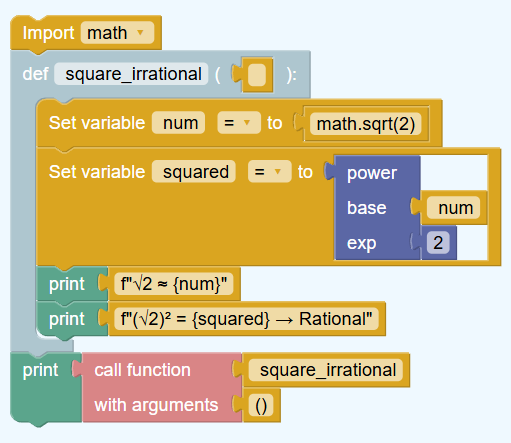 Import math
def square_irrational ( ):
Set variable num = to math.sqrt(2)
Set variable squared = to power
base num
exp 2
print f"√2 ≈ {num}"
print f"(√2)² = {squared} → Rational"
print call function square_irrational
with arguments ()